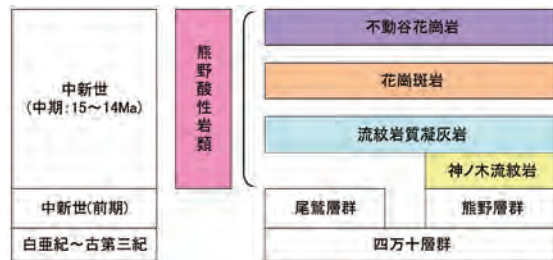 中新世
(中期:15～14Ma)
熊野酸性岩類
不動谷花崗岩
花崗斑岩
流紋岩質凝灰岩
神ノ木流紋岩
中新世(前期)
尾鷲層群
熊野層群
白亜紀～古第三紀
四万十層群